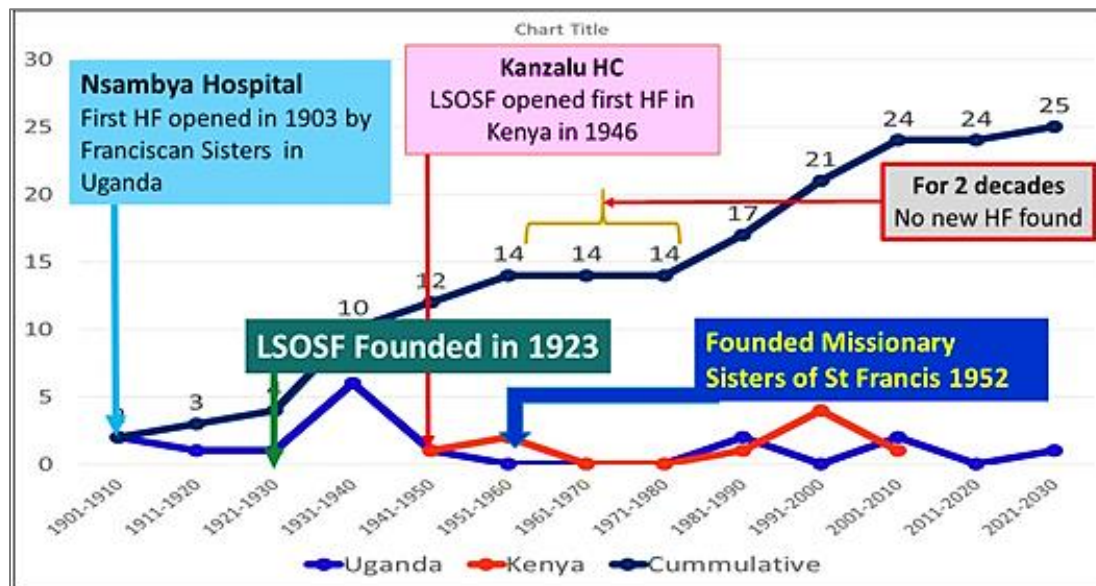 Chart Title
30
25
20
15
10
5
0
Nsambya Hospital
First HF opened in 1903 by
Franciscan Sisters in
Uganda
Kanzalu HC
LSOSF opened first HF in
Kenya in 1946
For 2 decades
No new HF found
LSOSF Founded in 1923
Founded Missionary
Sisters of St Francis 1952
3
10
12
14
14
14
17
21
24
24
25
1901-1910
1911-1920
1921-1930
1931-1940
1941-1950
1951-1960
1961-1970
1971-1980
1981-1990
1991-2000
2001-2010
2011-2020
2021-2030
Uganda
Kenya
Cummulative